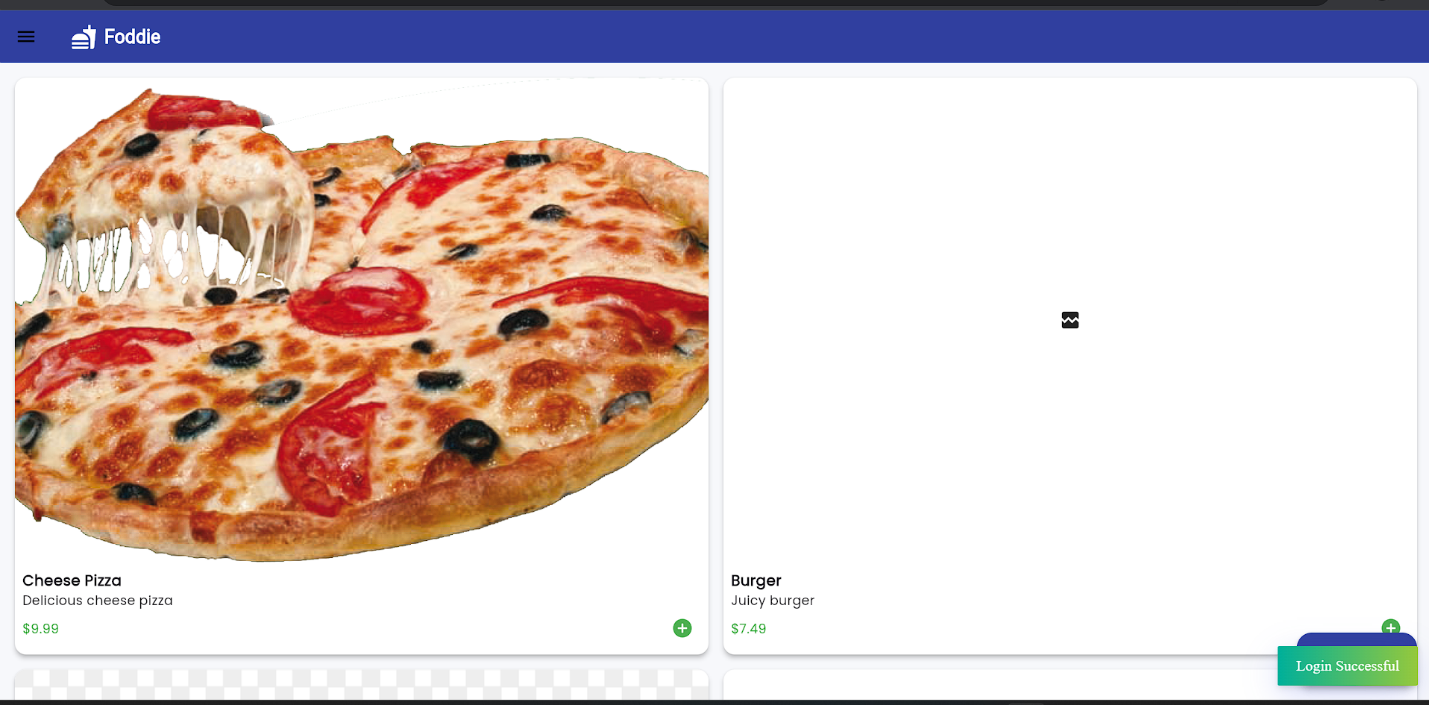 Foddie
Cheese Pizza
Delicious cheese pizza
$9.99
Burger
Juicy burger
$7.49
Login Successful